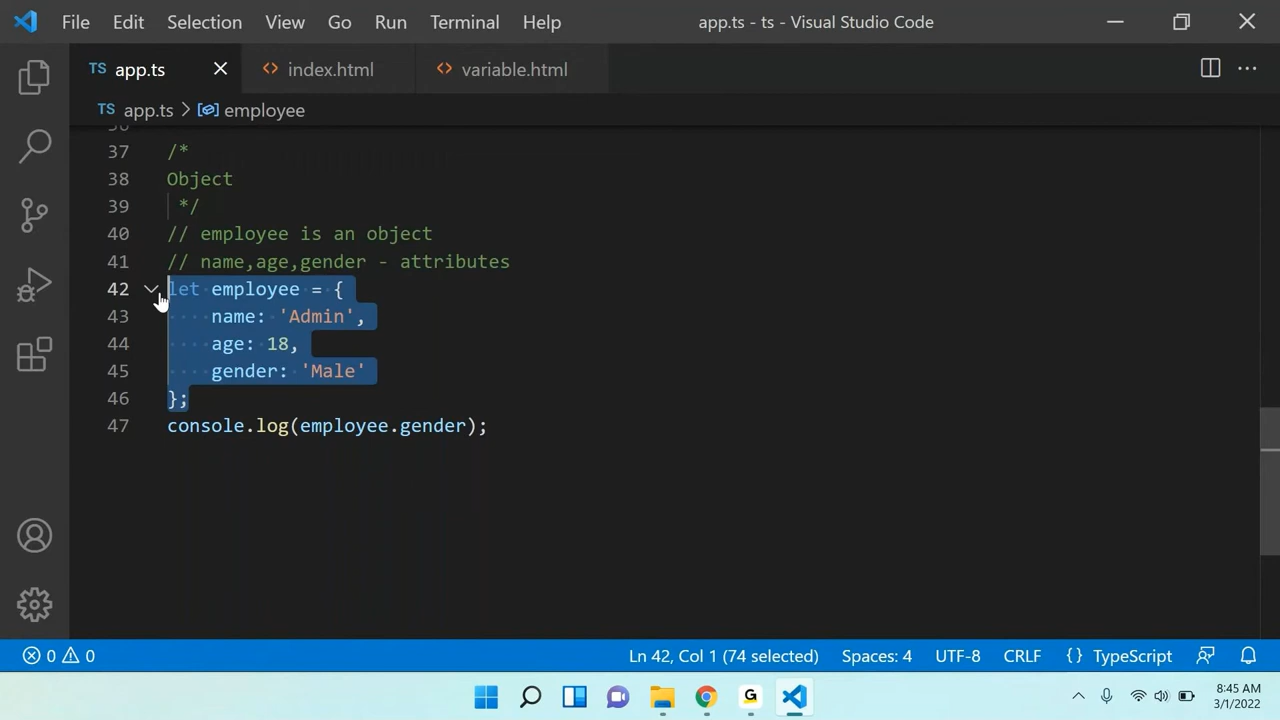 File Edit Selection View Go Run Terminal Help app.ts - ts - Visual Studio Code
TS app.ts index.html variable.html
TS app.ts employee
36
37 /*
38 Object
39 */
40 // employee is an object
41 // name,age,gender - attributes
42 let employee = {
43 name: 'Admin',
44 age: 18,
45 gender: 'Male'
46 };
47 console.log(employee.gender);
0 0 Ln 42, Col 1 (74 selected) Spaces: 4 UTF-8 CRLF {} TypeScript
G 8:45 AM
3/1/2022